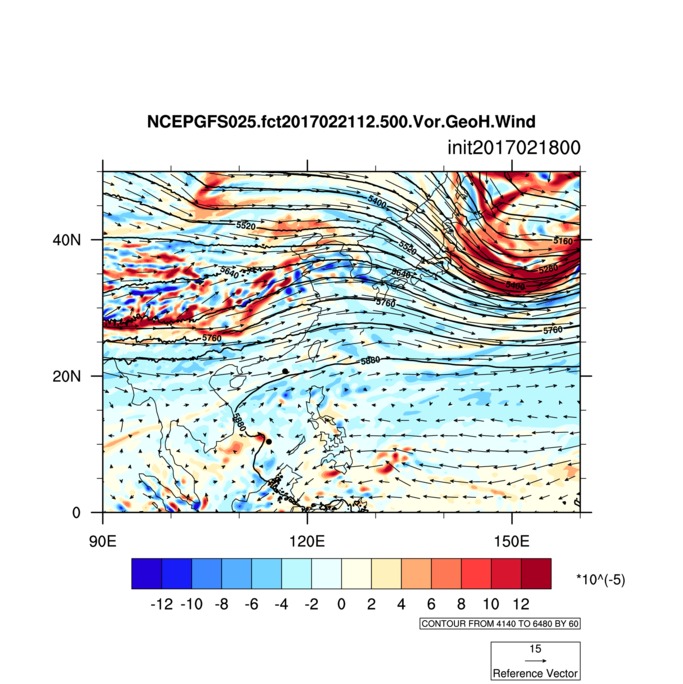 NCEPGFS025.fct2017022112.500.Vor.GeoH.Wind
init2017021800
5400
5520
5520
5160
40N
5640
5640
5280
5400
5760
5760
5760
5880
20N
5880
0
90E 120E 150E
-12 -10 -8 -6 -4 -2 0 2 4 6 8 10 12 *10^(-5)
CONTOUR FROM 4140 TO 6480 BY 60
15
Reference Vector